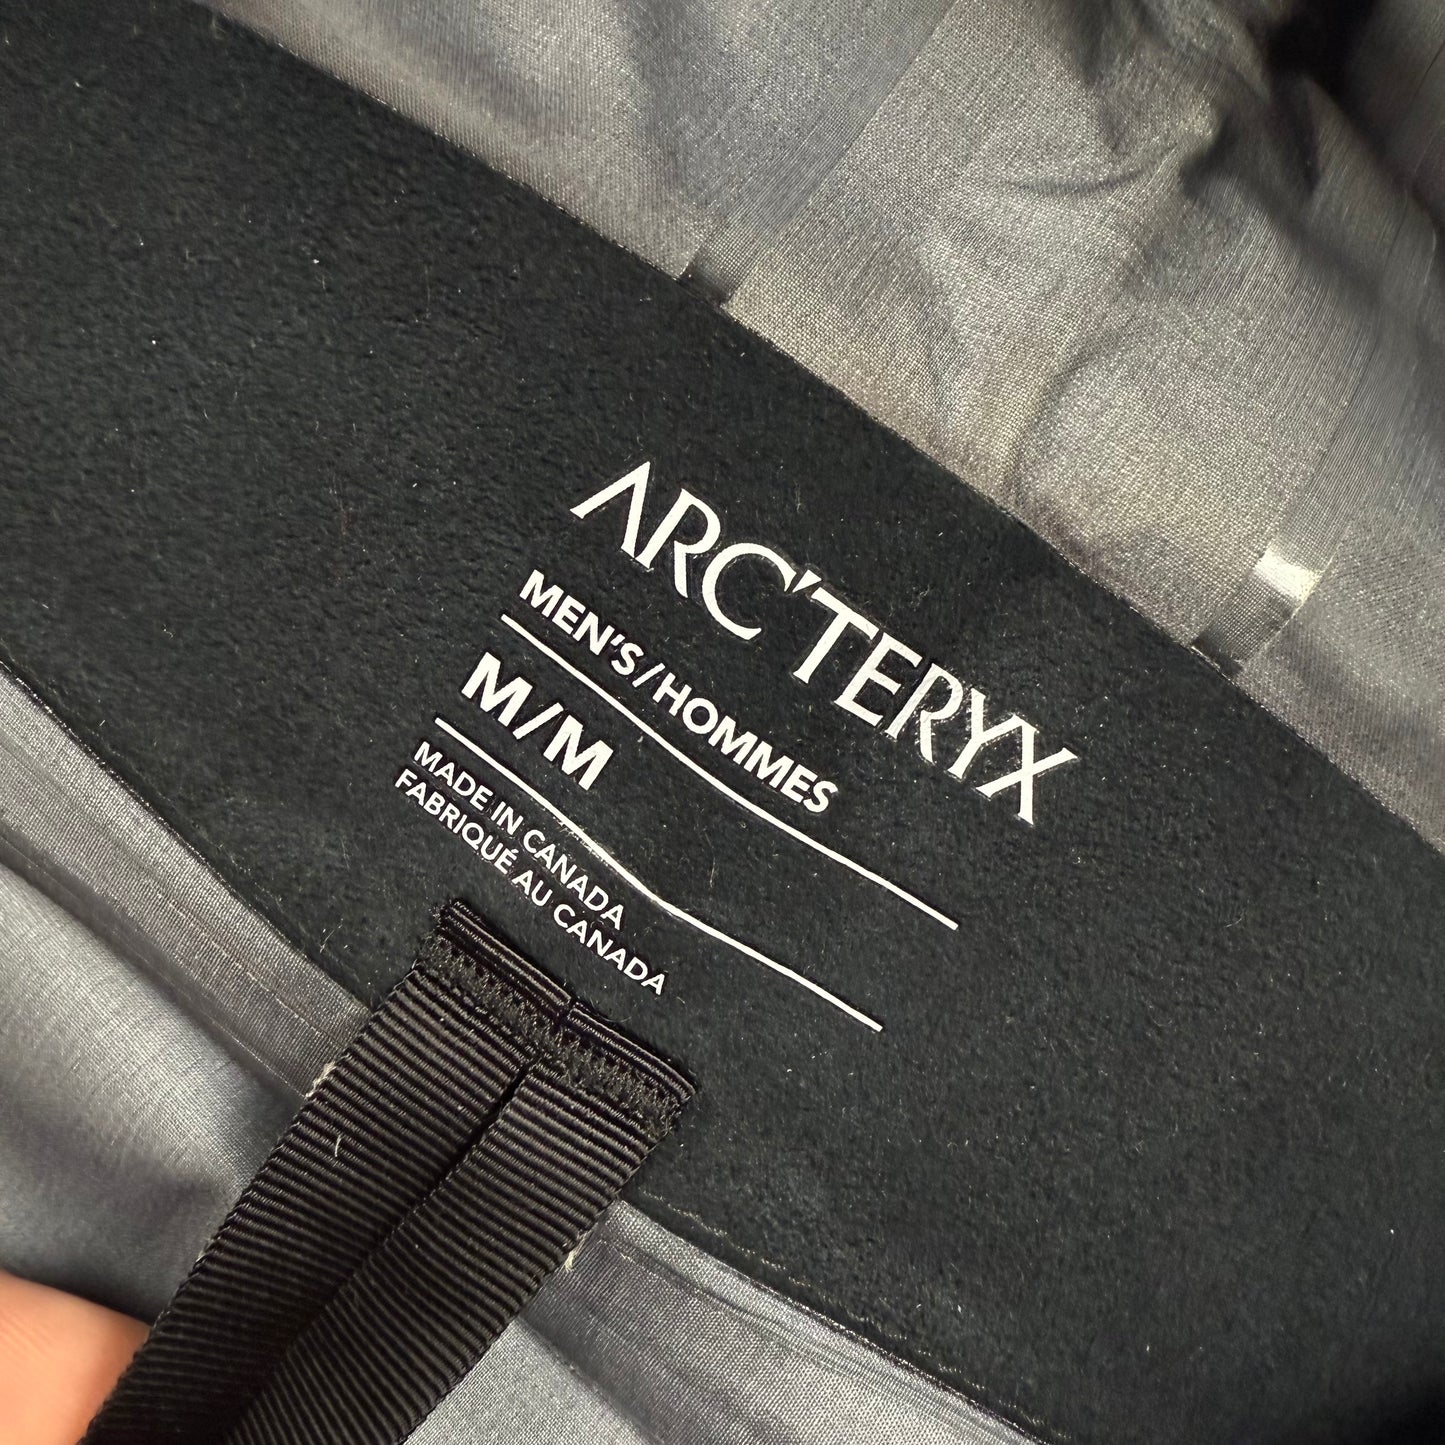 ARC'TERYX
MEN'S/HOMMES
M/M
MADE IN CANADA
FABRIQUÉ AU CANADA